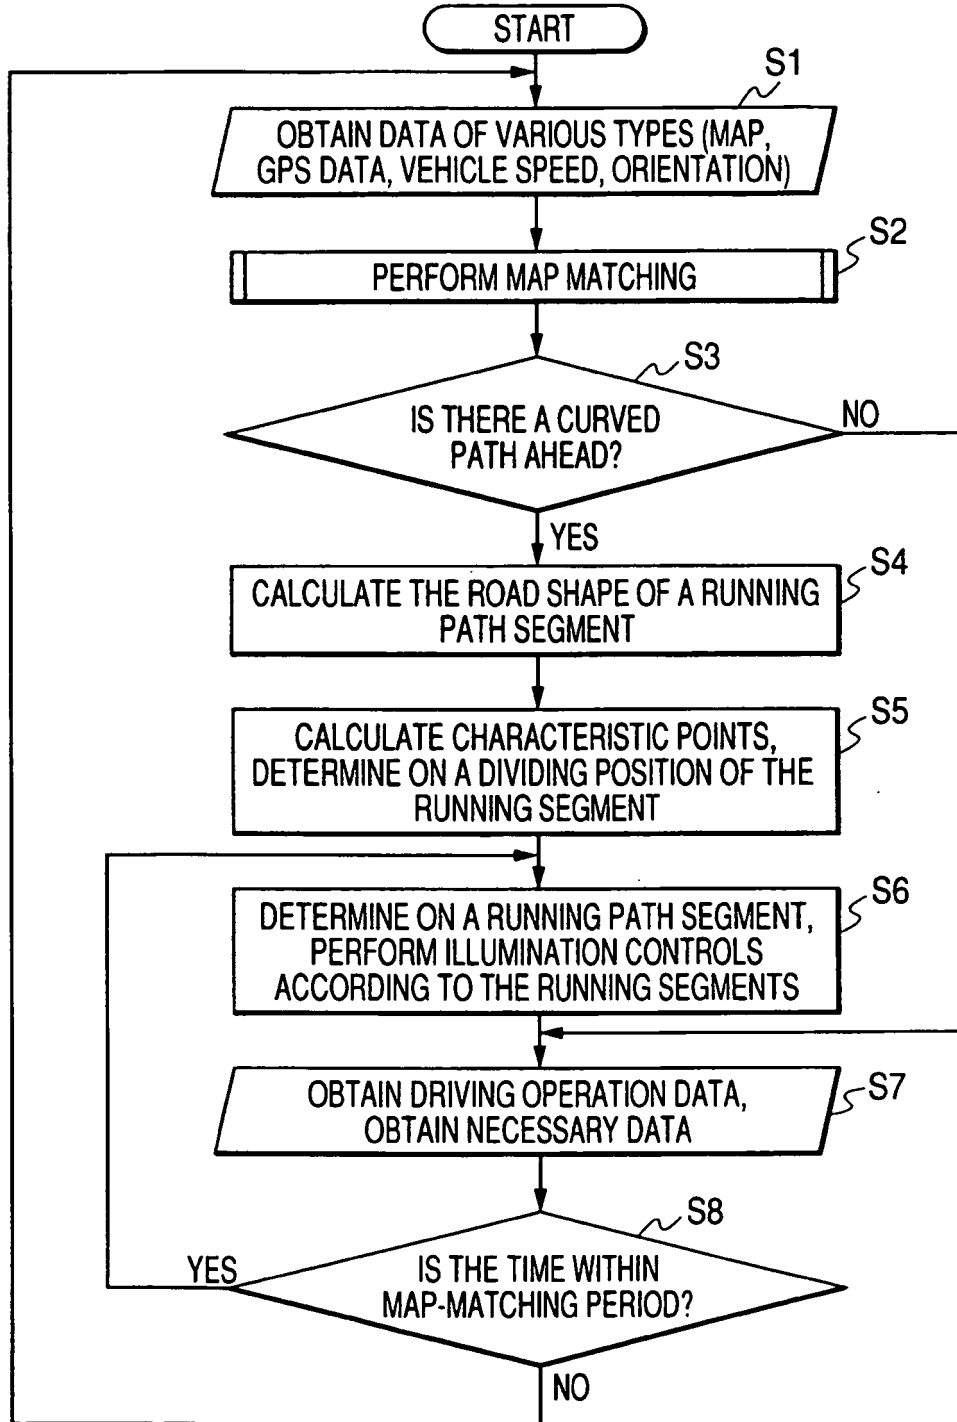 START
S1
OBTAIN DATA OF VARIOUS TYPES (MAP,
GPS DATA, VEHICLE SPEED, ORIENTATION)
S2
PERFORM MAP MATCHING
S3
IS THERE A CURVED
PATH AHEAD?
NO
YES
S4
CALCULATE THE ROAD SHAPE OF A RUNNING
PATH SEGMENT
S5
CALCULATE CHARACTERISTIC POINTS,
DETERMINE ON A DIVIDING POSITION OF THE
RUNNING SEGMENT
S6
DETERMINE ON A RUNNING PATH SEGMENT,
PERFORM ILLUMINATION CONTROLS
ACCORDING TO THE RUNNING SEGMENTS
S7
OBTAIN DRIVING OPERATION DATA,
OBTAIN NECESSARY DATA
S8
YES
IS THE TIME WITHIN
MAP-MATCHING PERIOD?
NO